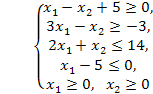 x₁ − x₂ + 5 ≥ 0,
3x₁ − x₂ ≥ −3,
2x₁ + x₂ ≤ 14,
x₁ − 5 ≤ 0,
x₁ ≥ 0, x₂ ≥ 0